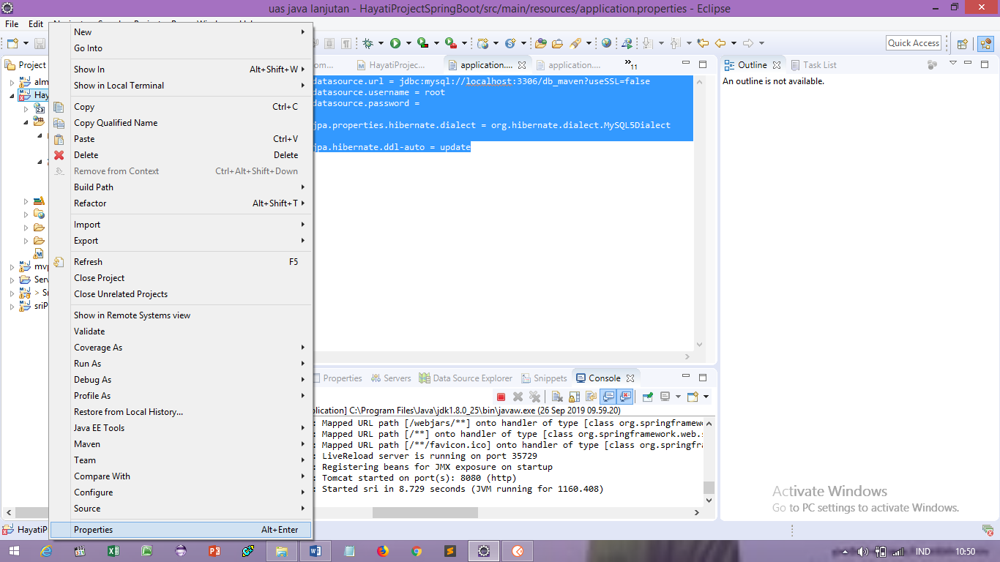 uas java lanjutan - HayatiProjectSpringBoot/src/main/resources/application.properties - Eclipse
File Edit
Quick Access
New
Go Into
Show In Alt+Shift+W
Show in Local Terminal
Copy Ctrl+C
Copy Qualified Name
Paste Ctrl+V
Delete Delete
Remove from Context Ctrl+Alt+Shift+Down
Build Path
Refactor Alt+Shift+T
Import
Export
Refresh F5
Close Project
Close Unrelated Projects
Show in Remote Systems view
Validate
Coverage As
Run As
Debug As
Profile As
Restore from Local History...
Java EE Tools
Maven
Team
Compare With
Configure
Source
Properties Alt+Enter
Project
alm
Hay
mvp
Serv
> Sr
sriP
HayatiP
om... HayatiProjec... application.... application.... »11
datasource.url = jdbc:mysql://localhost:3306/db_maven?useSSL=false
datasource.username = root
datasource.password =
jpa.properties.hibernate.dialect = org.hibernate.dialect.MySQL5Dialect
jpa.hibernate.ddl-auto = update
Outline Task List
An outline is not available.
Properties Servers Data Source Explorer Snippets Console
plication] C:\Program Files\Java\jdk1.8.0_25\bin\javaw.exe (26 Sep 2019 09.59.20)
: Mapped URL path [/webjars/**] onto handler of type [class org.springframew
: Mapped URL path [/**] onto handler of type [class org.springframework.web.s
: Mapped URL path [/**/favicon.ico] onto handler of type [class org.springfra
: LiveReload server is running on port 35729
: Registering beans for JMX exposure on startup
: Tomcat started on port(s): 8080 (http)
: Started sri in 8.729 seconds (JVM running for 1160.408)
Activate Windows
Go to PC settings to activate Windows.
IND 10:50